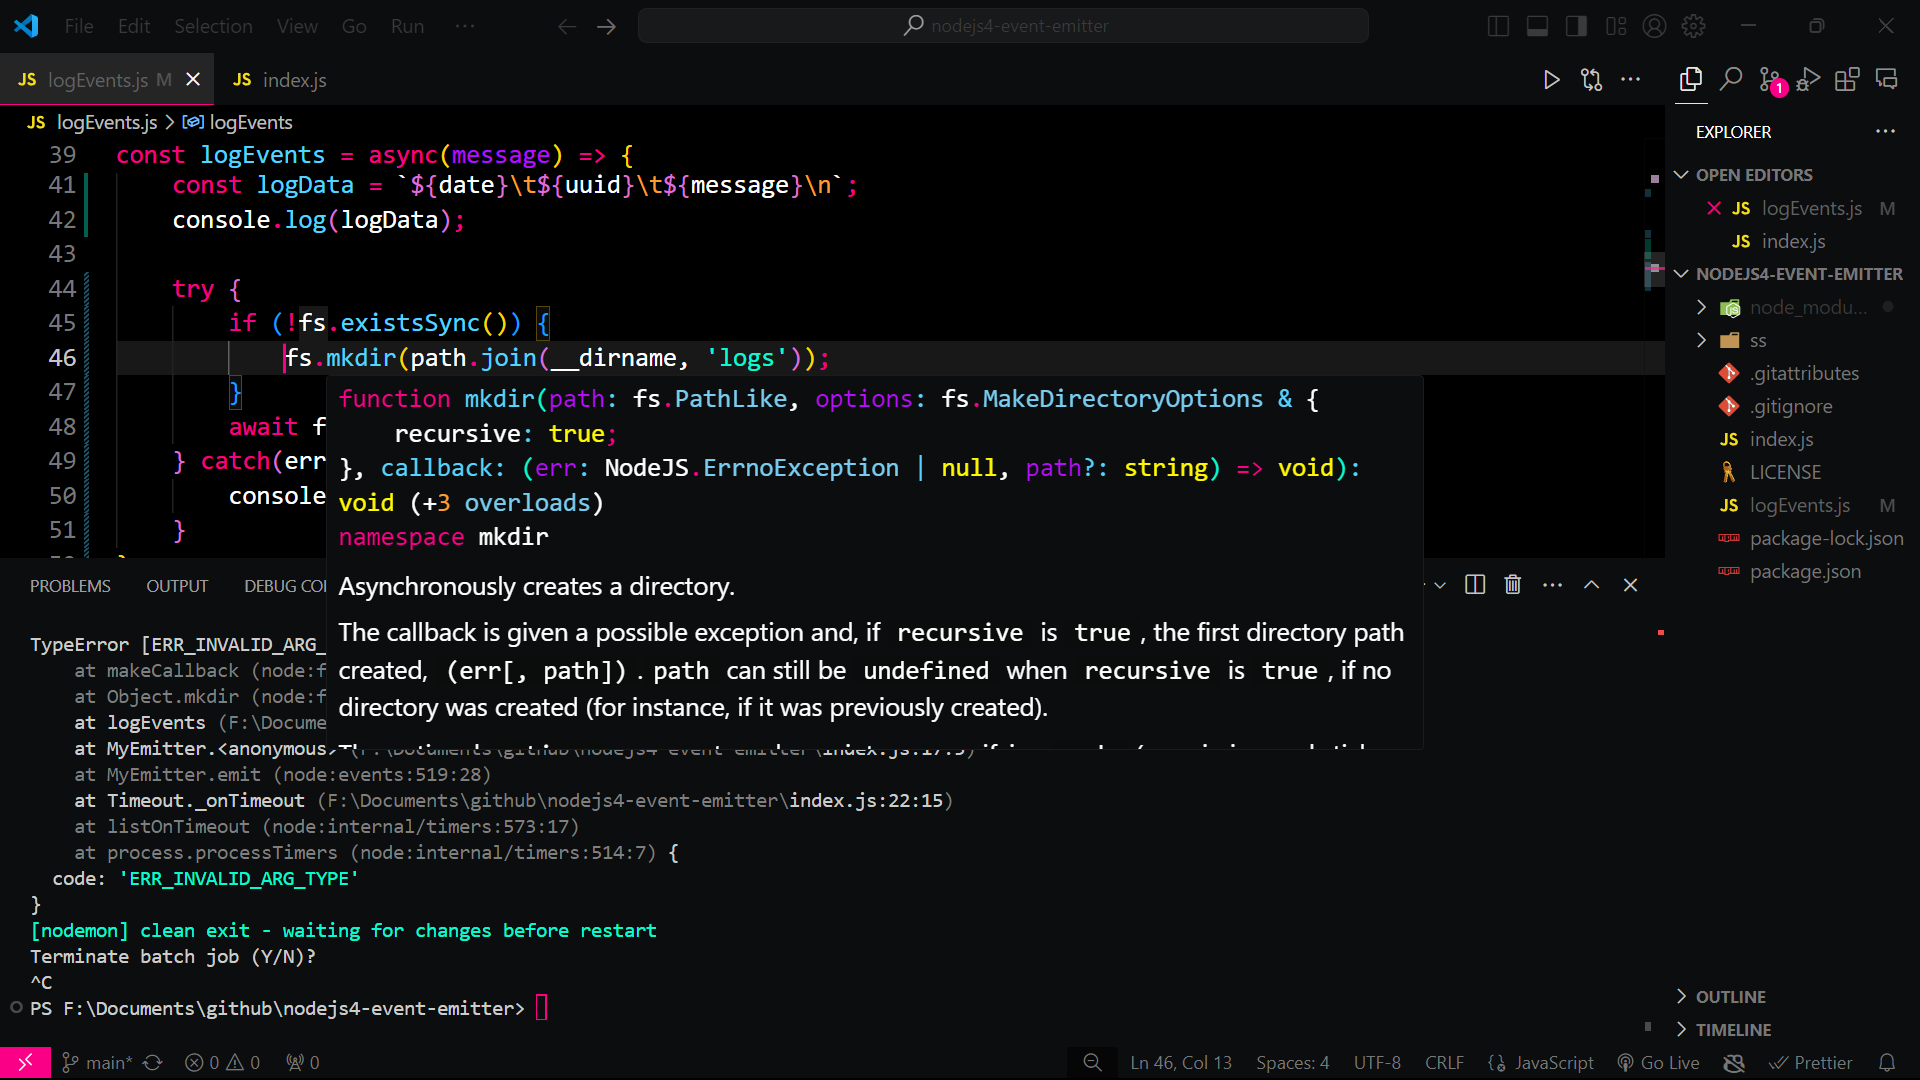 File Edit Selection View Go Run ··· nodejs4-event-emitter
JS logEvents.js M JS index.js
JS logEvents.js > logEvents
39 const logEvents = async(message) => {
41 const logData = `${date}\t${uuid}\t${message}\n`;
42 console.log(logData);
43
44 try {
45 if (!fs.existsSync()) {
46 fs.mkdir(path.join(__dirname, 'logs'));
47 }
48 await f
49 } catch(err
50 console
51 }
function mkdir(path: fs.PathLike, options: fs.MakeDirectoryOptions & {
recursive: true;
}, callback: (err: NodeJS.ErrnoException | null, path?: string) => void):
void (+3 overloads)
namespace mkdir
Asynchronously creates a directory.
The callback is given a possible exception and, if recursive is true , the first directory path
created, (err[, path]) . path can still be undefined when recursive is true , if no
directory was created (for instance, if it was previously created).
PROBLEMS OUTPUT DEBUG CO
TypeError [ERR_INVALID_ARG_
at makeCallback (node:f
at Object.mkdir (node:f
at logEvents (F:\Docume
at MyEmitter.<anonymous>
at MyEmitter.emit (node:events:519:28)
at Timeout._onTimeout (F:\Documents\github\nodejs4-event-emitter\index.js:22:15)
at listOnTimeout (node:internal/timers:573:17)
at process.processTimers (node:internal/timers:514:7) {
code: 'ERR_INVALID_ARG_TYPE'
}
[nodemon] clean exit - waiting for changes before restart
Terminate batch job (Y/N)?
^C
PS F:\Documents\github\nodejs4-event-emitter>
1
EXPLORER
OPEN EDITORS
JS logEvents.js M
JS index.js
NODEJS4-EVENT-EMITTER
node_modu...
ss
.gitattributes
.gitignore
JS index.js
LICENSE
JS logEvents.js M
package-lock.json
package.json
OUTLINE
TIMELINE
main* 0 0 0 Ln 46, Col 13 Spaces: 4 UTF-8 CRLF {} JavaScript Go Live Prettier